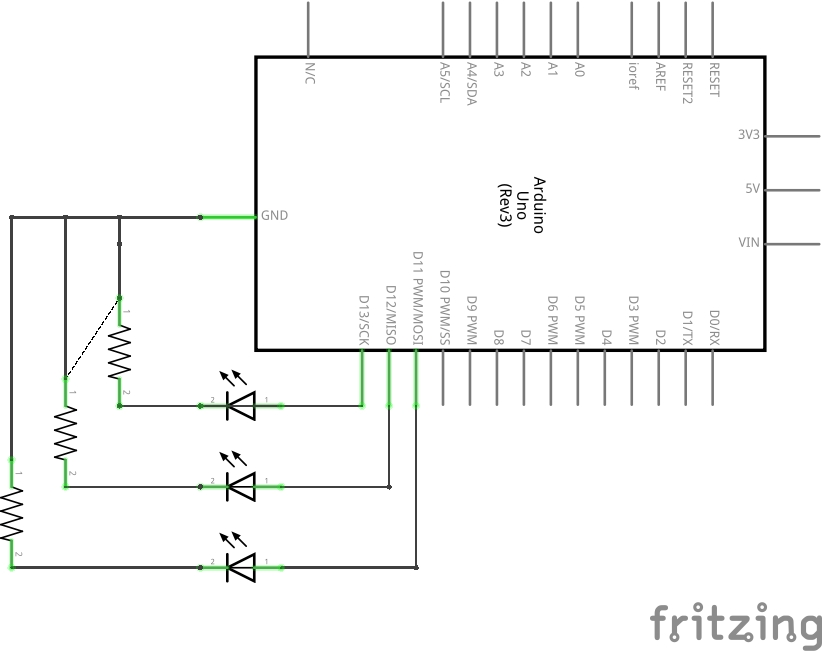 N/C
A5/SCL
A4/SDA
A3
A2
A1
A0
ioref
AREF
RESET2
RESET
3V3
5V
VIN
Arduino
Uno
(Rev3)
GND
D13/SCK
D12/MISO
D11 PWM/MOSI
D10 PWM/SS
D9 PWM
D8
D7
D6 PWM
D5 PWM
D4
D3 PWM
D2
D1/TX
D0/RX
1
2
2
1
1
2
2
1
1
2
2
1
fritzing